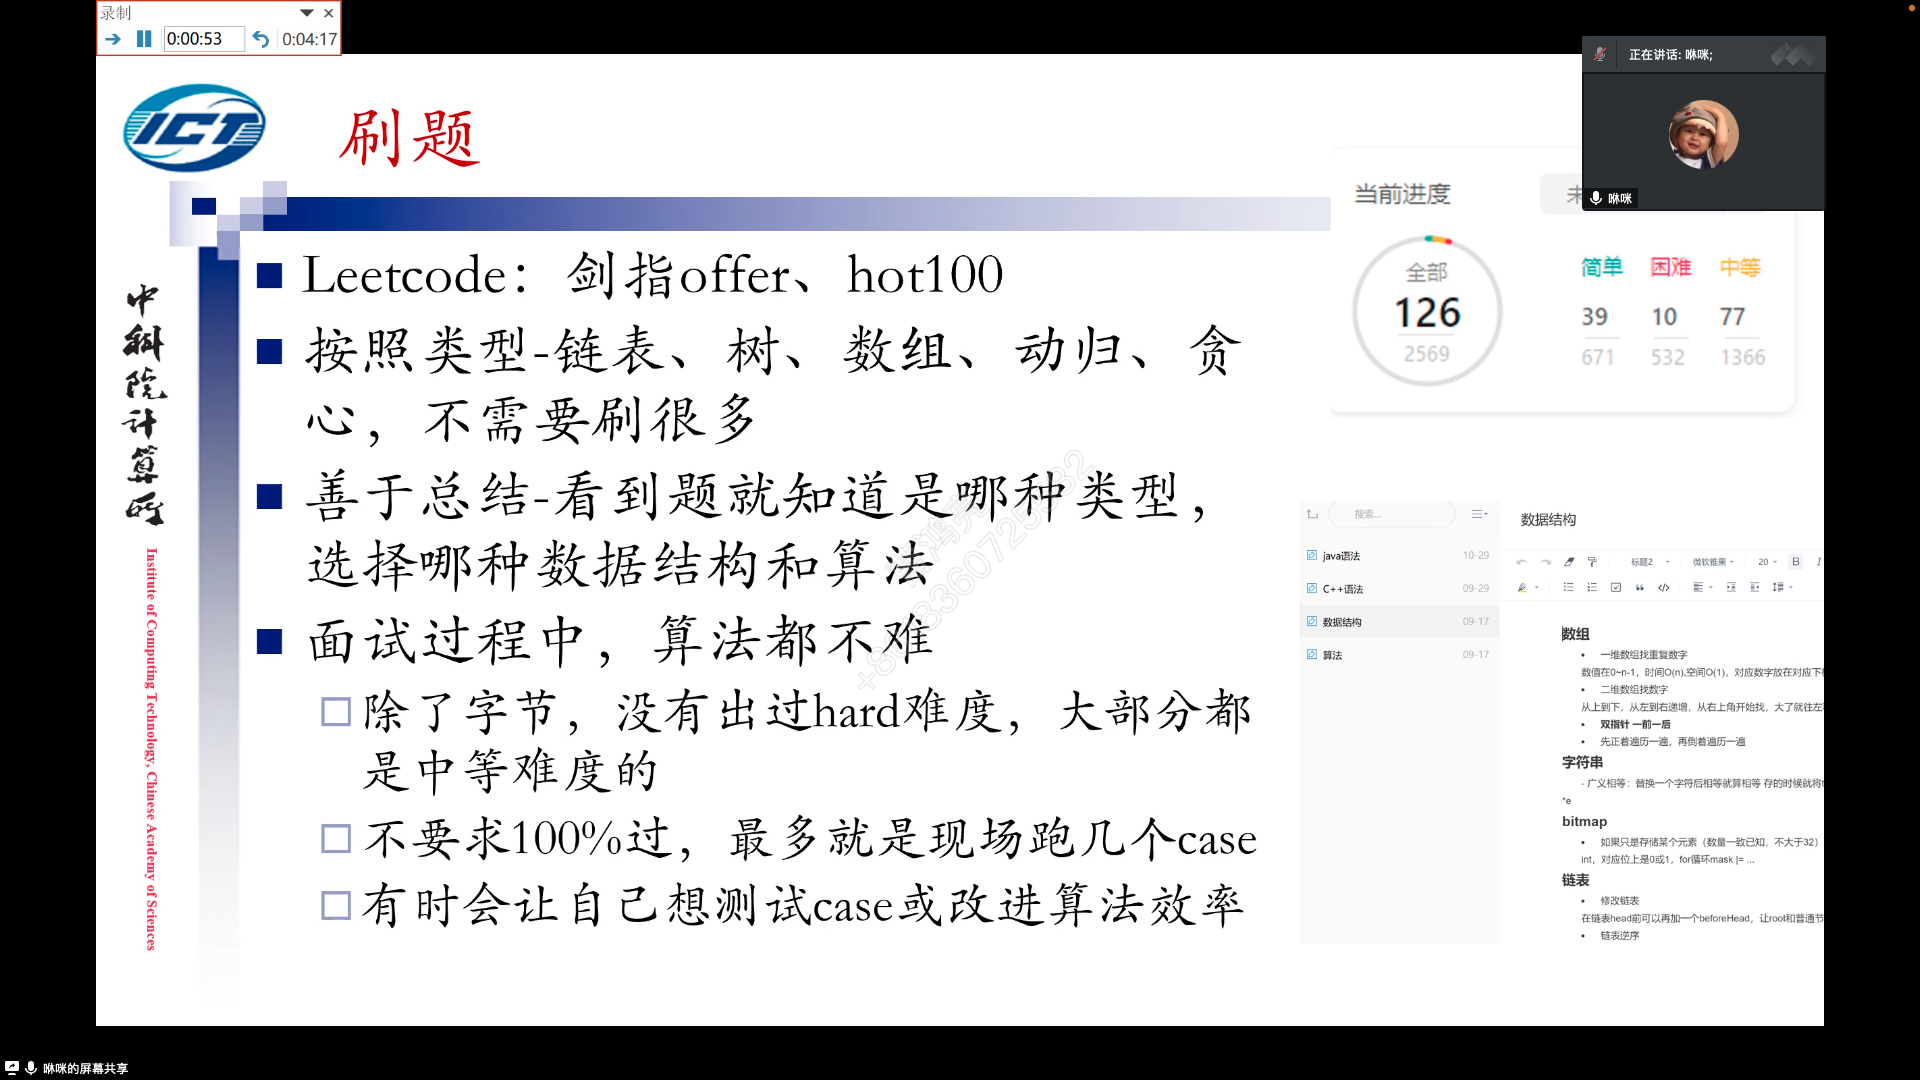 录制
0:00:53
0:04:17
正在讲话: 咻咪;
咻咪
ICT
刷题
中科院计算所
Institute of Computing Technology, Chinese Academy of Sciences
Leetcode：剑指offer、hot100
按照类型-链表、树、数组、动归、贪
心，不需要刷很多
善于总结-看到题就知道是哪种类型，
选择哪种数据结构和算法
面试过程中，算法都不难
除了字节，没有出过hard难度，大部分都
是中等难度的
不要求100%过，最多就是现场跑几个case
有时会让自己想测试case或改进算法效率
当前进度
未
全部
126
2569
简单 困难 中等
39 10 77
671 532 1366
搜索...
java语法 10-29
C++语法 09-29
数据结构 09-17
算法 09-17
数据结构
标题2 微软雅黑 20 B I
数组
• 一维数组找重复数字
数值在0~n-1，时间O(n),空间O(1)，对应数字放在对应下
• 二维数组找数字
从上到下，从左到右递增，从右上角开始找，大了就往左
• 双指针 一前一后
• 先正着遍历一遍，再倒着遍历一遍
字符串
- 广义相等：替换一个字符后相等就算相等 存的时候就将
*e
bitmap
• 如果只是存储某个元素（数量一致已知，不大于32）
int，对应位上是0或1，for循环mask |= ...
链表
• 修改链表
在链表head前可以再加一个beforeHead，让root和普通节
• 链表逆序
咻咪的屏幕共享